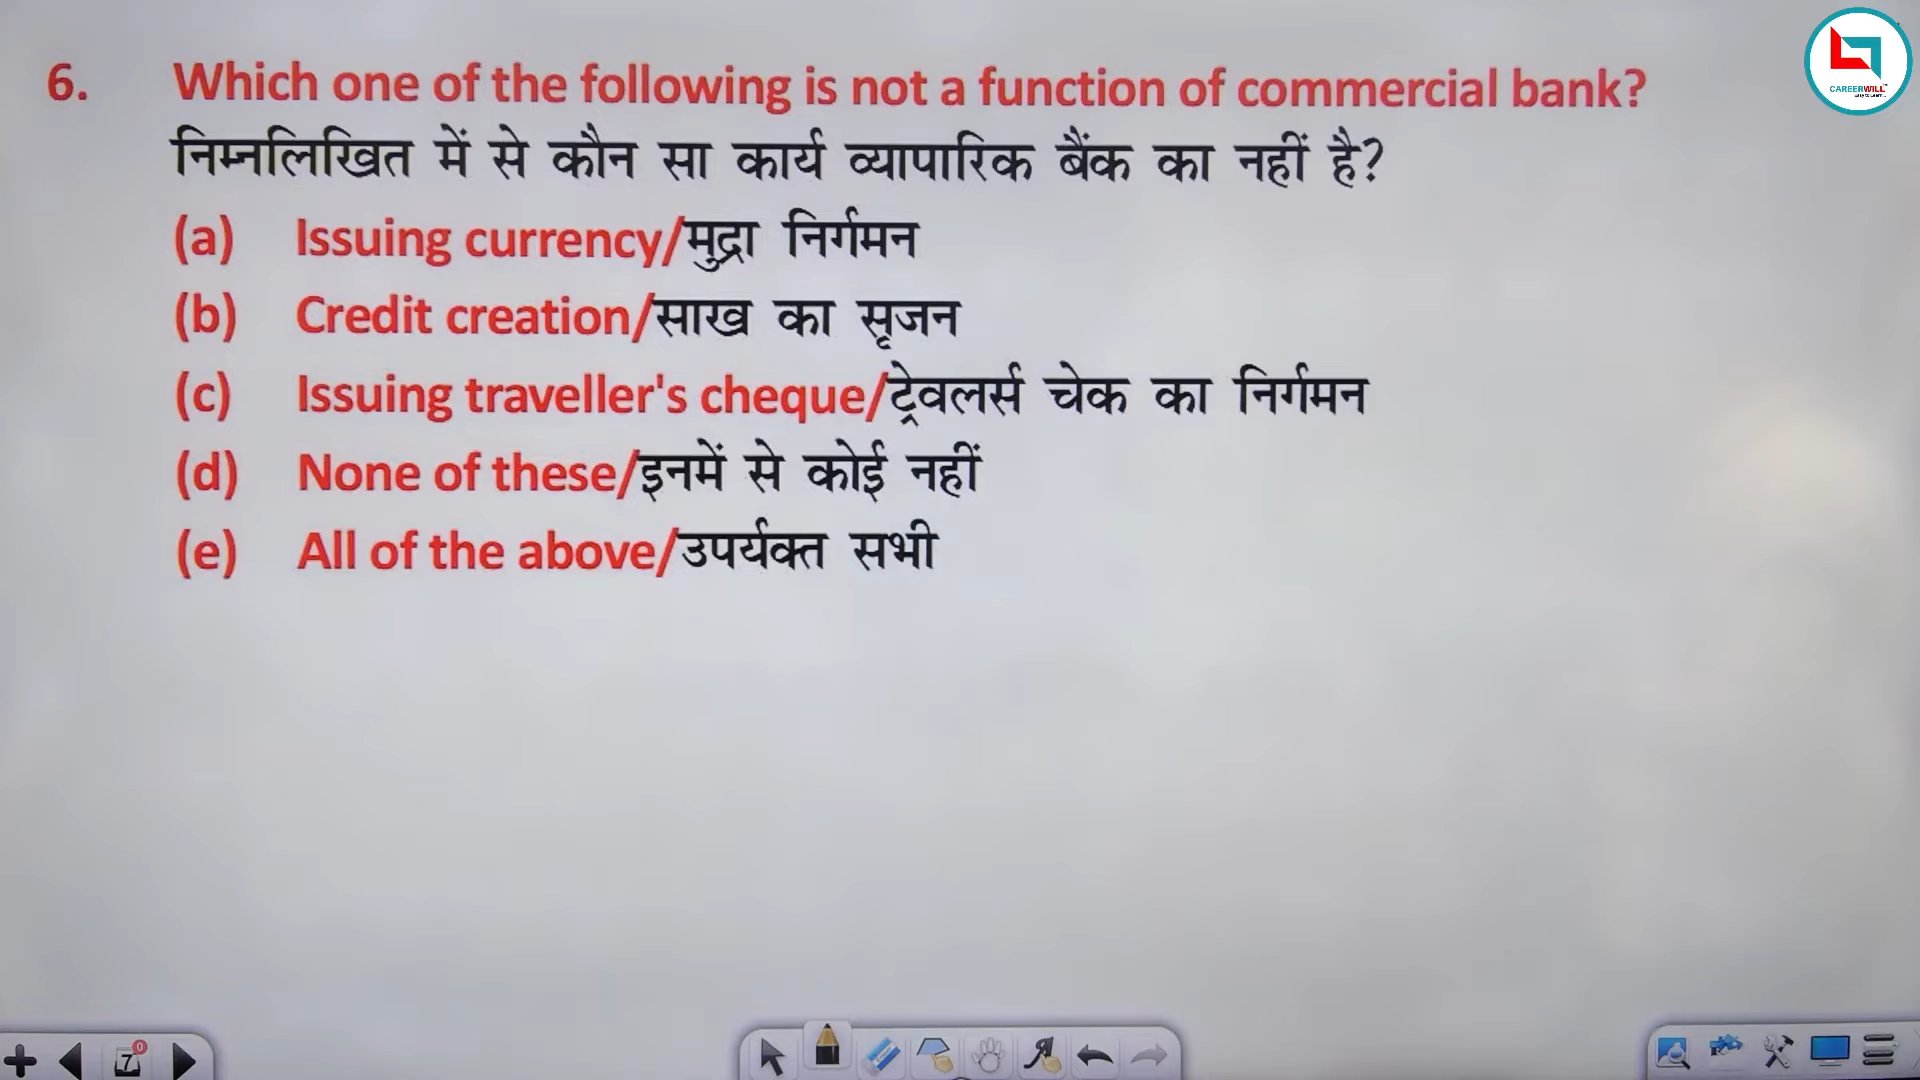 CAREERWILL
6. Which one of the following is not a function of commercial bank?
निम्नलिखित में से कौन सा कार्य व्यापारिक बैंक का नहीं है?
(a) Issuing currency/मुद्रा निर्गमन
(b) Credit creation/साख का सृजन
(c) Issuing traveller's cheque/ट्रेवलर्स चेक का निर्गमन
(d) None of these/इनमें से कोई नहीं
(e) All of the above/उपर्यक्त सभी
7
0